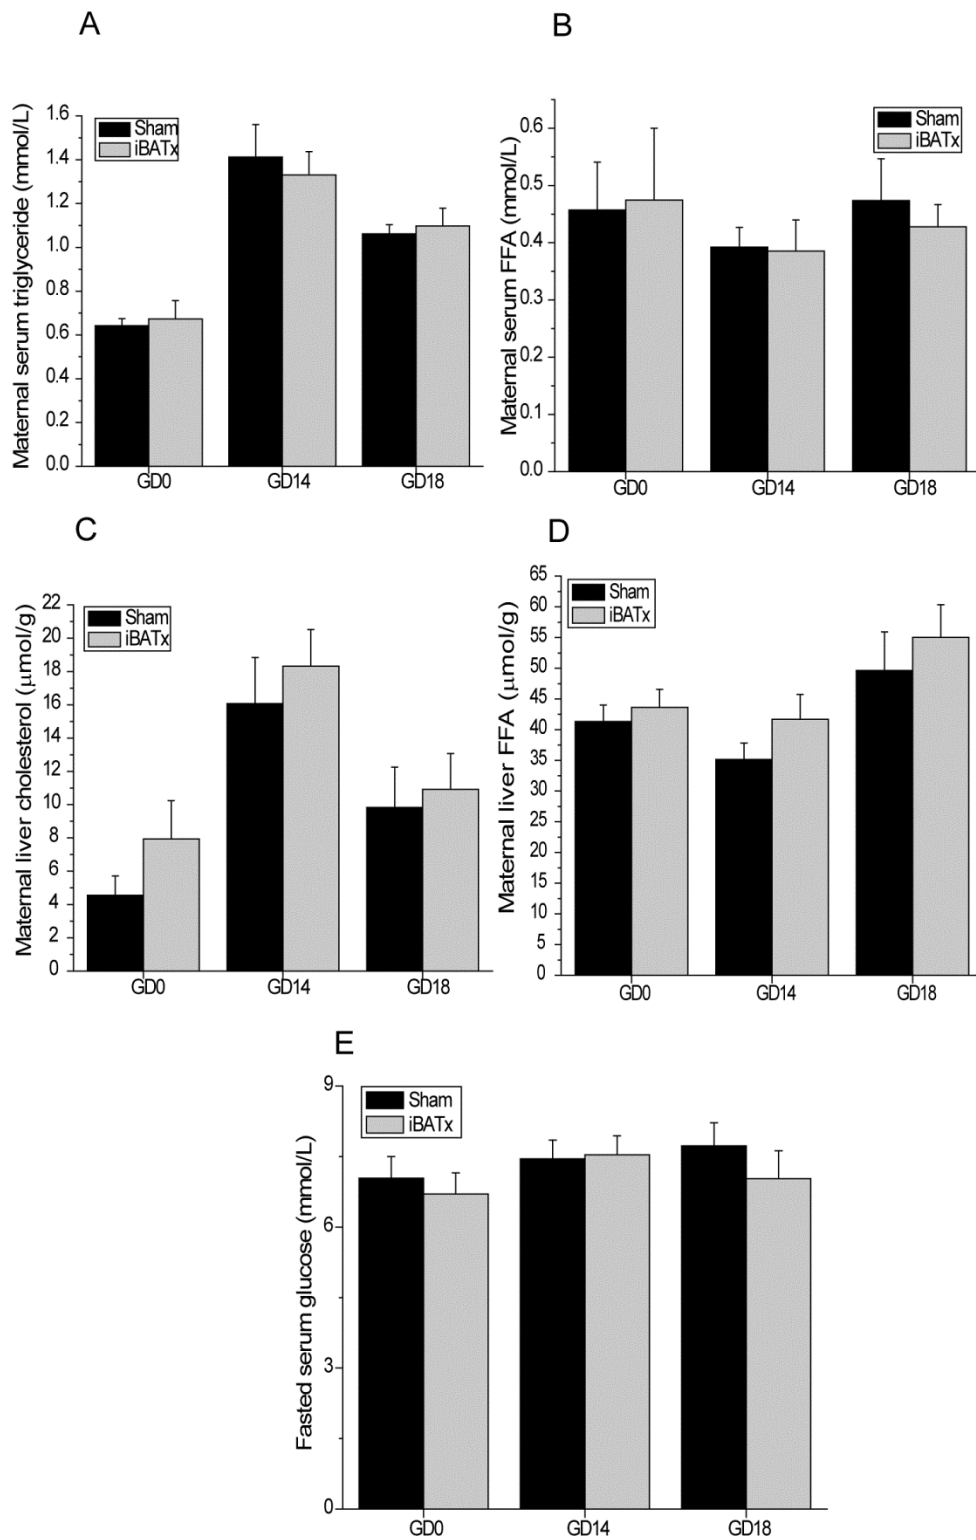 A
Maternal serum triglyceride (mmol/L)
1.6
1.4
1.2
1.0
0.8
0.6
0.4
0.2
0.0
Sham
iBATx
GD0 GD14 GD18
B
Maternal serum FFA (mmol/L)
0.6
0.5
0.4
0.3
0.2
0.1
0.0
Sham
iBATx
GD0 GD14 GD18
C
Maternal liver cholesterol (μmol/g)
22
20
18
16
14
12
10
8
6
4
2
0
Sham
iBATx
GD0 GD14 GD18
D
Maternal liver FFA (μmol/g)
65
60
55
50
45
40
35
30
25
20
15
10
5
0
Sham
iBATx
GD0 GD14 GD18
E
Fasted serum glucose (mmol/L)
9
6
3
0
Sham
iBATx
GD0 GD14 GD18